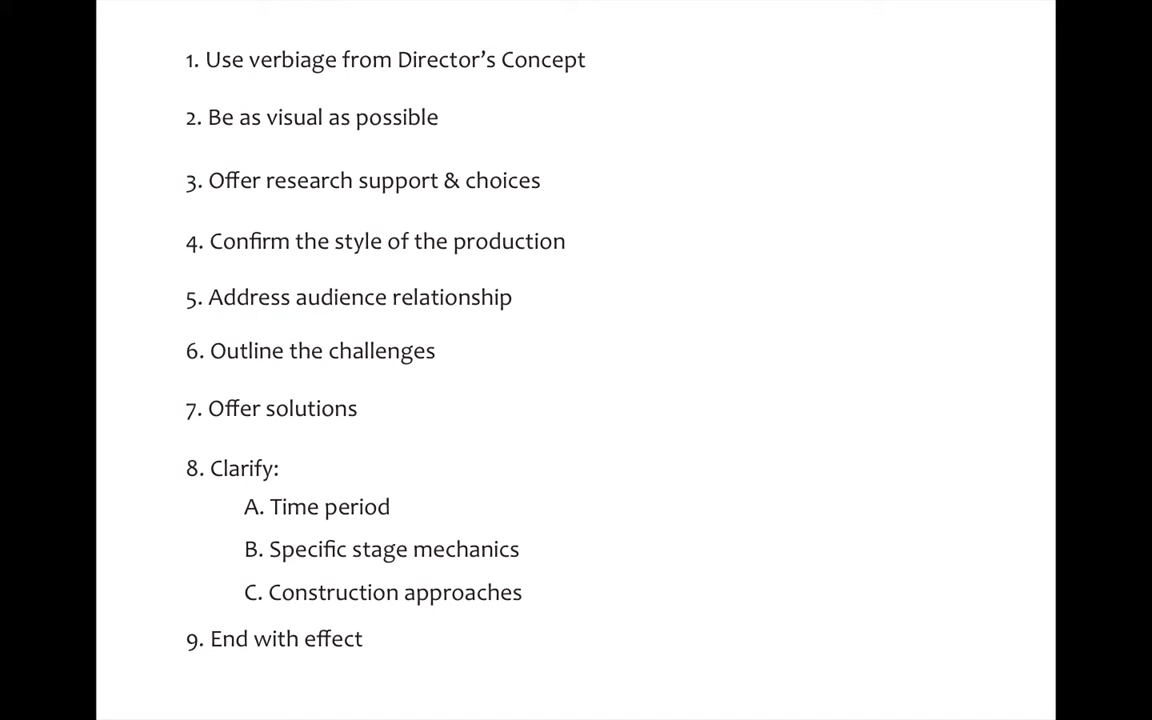 1. Use verbiage from Director’s Concept
2. Be as visual as possible
3. Offer research support & choices
4. Confirm the style of the production
5. Address audience relationship
6. Outline the challenges
7. Offer solutions
8. Clarify:
A. Time period
B. Specific stage mechanics
C. Construction approaches
9. End with effect